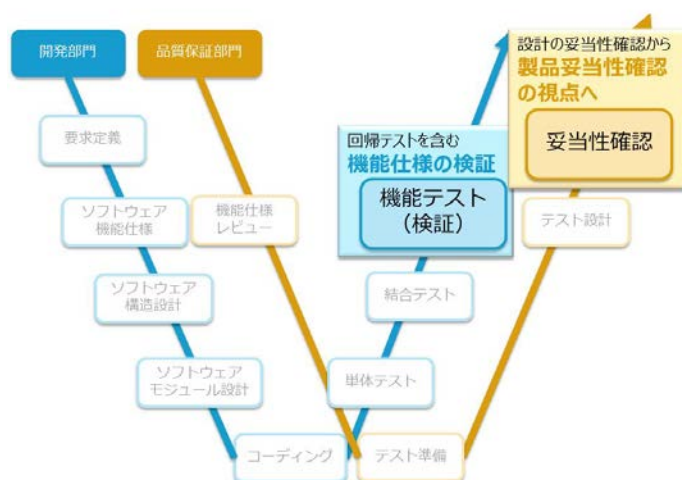 開発部門
品質保証部門
設計の妥当性確認から
製品妥当性確認
の視点へ
妥当性確認
回帰テストを含む
機能仕様の検証
機能テスト
（検証）
要求定義
ソフトウェア
機能仕様
機能仕様
レビュー
テスト設計
ソフトウェア
構造設計
結合テスト
ソフトウェア
モジュール設計
単体テスト
コーディング
テスト準備